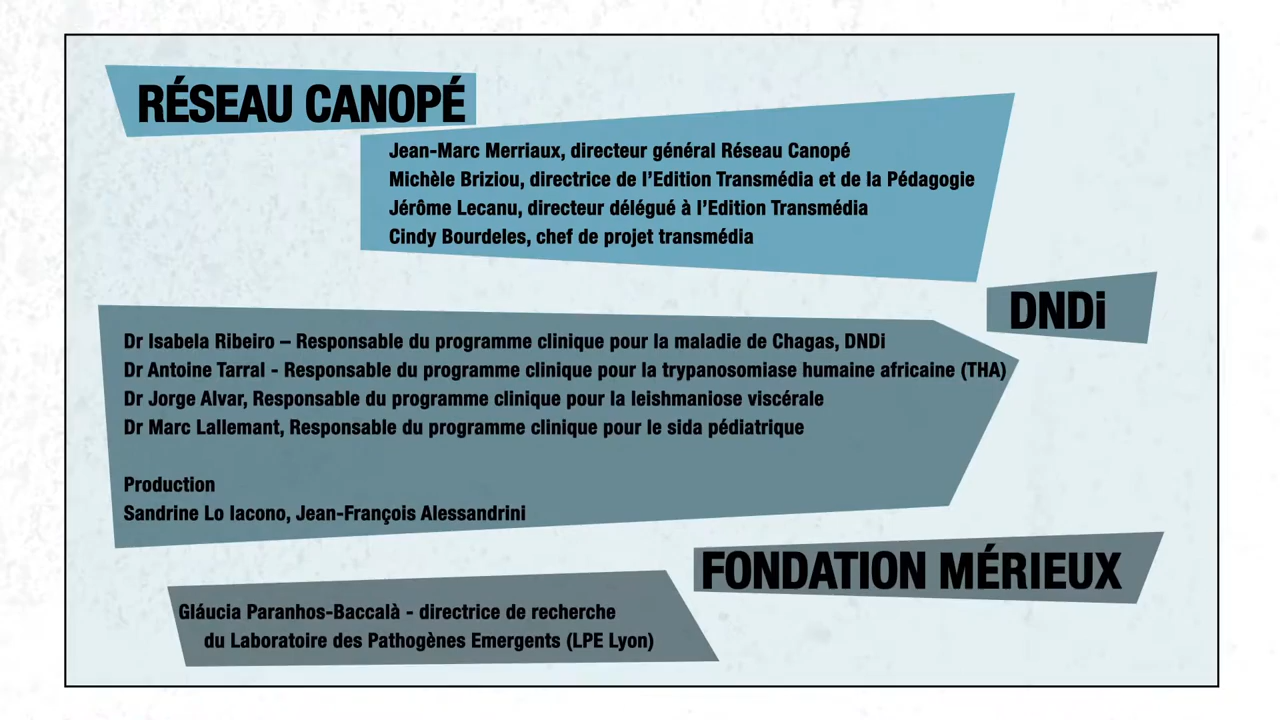 RÉSEAU CANOPÉ
Jean-Marc Merriaux, directeur général Réseau Canopé
Michèle Briziou, directrice de l’Edition Transmédia et de la Pédagogie
Jérôme Lecanu, directeur délégué à l’Edition Transmédia
Cindy Bourdeles, chef de projet transmédia
DNDi
Dr Isabela Ribeiro – Responsable du programme clinique pour la maladie de Chagas, DNDi
Dr Antoine Tarral - Responsable du programme clinique pour la trypanosomiase humaine africaine (THA)
Dr Jorge Alvar, Responsable du programme clinique pour la leishmaniose viscérale
Dr Marc Lallemant, Responsable du programme clinique pour le sida pédiatrique
Production
Sandrine Lo Iacono, Jean-François Alessandrini
FONDATION MÉRIEUX
Gláucia Paranhos-Baccalà - directrice de recherche
du Laboratoire des Pathogènes Emergents (LPE Lyon)